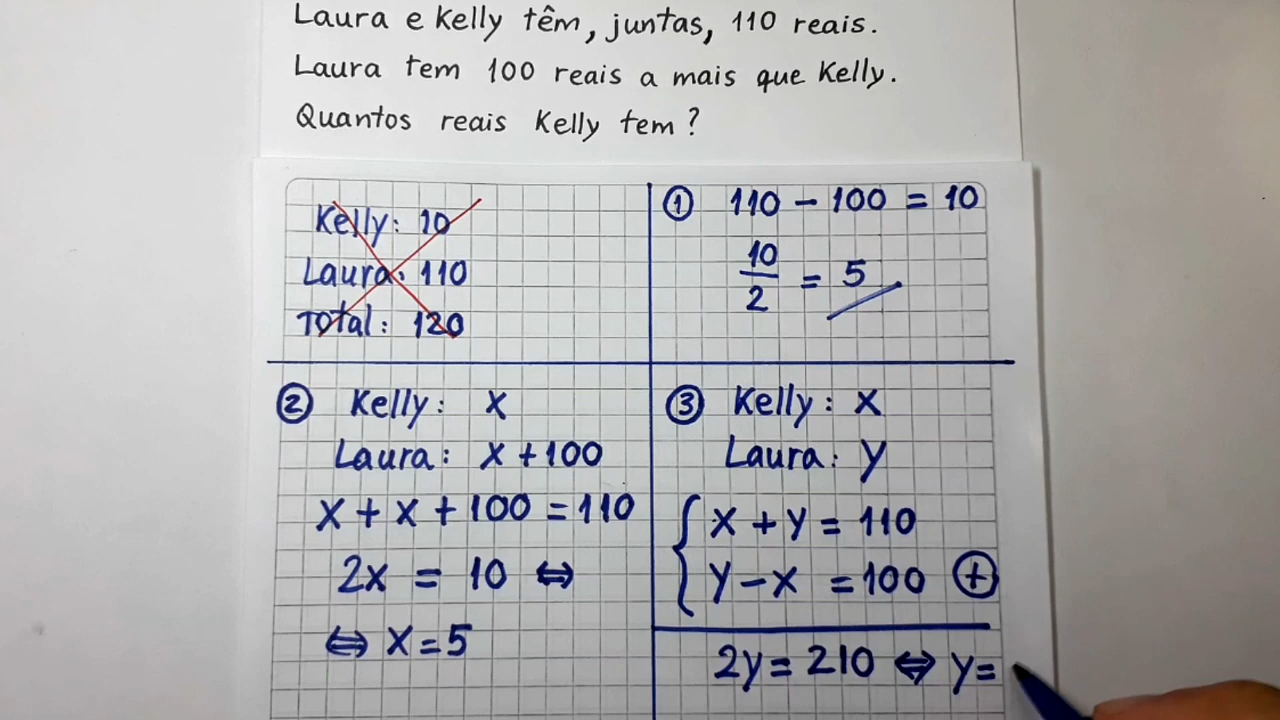 Laura e Kelly têm, juntas, 110 reais.
Laura tem 100 reais a mais que Kelly.
Quantos reais Kelly tem?
Kelly: 10
Laura: 110
Total: 120
① 110 - 100 = 10
10/2 = 5
② Kelly: x
Laura: x + 100
x + x + 100 = 110
2x = 10 ⇔
⇔ x = 5
③ Kelly: x
Laura: y
x + y = 110
y - x = 100 ⊕
2y = 210 ⇔ y =